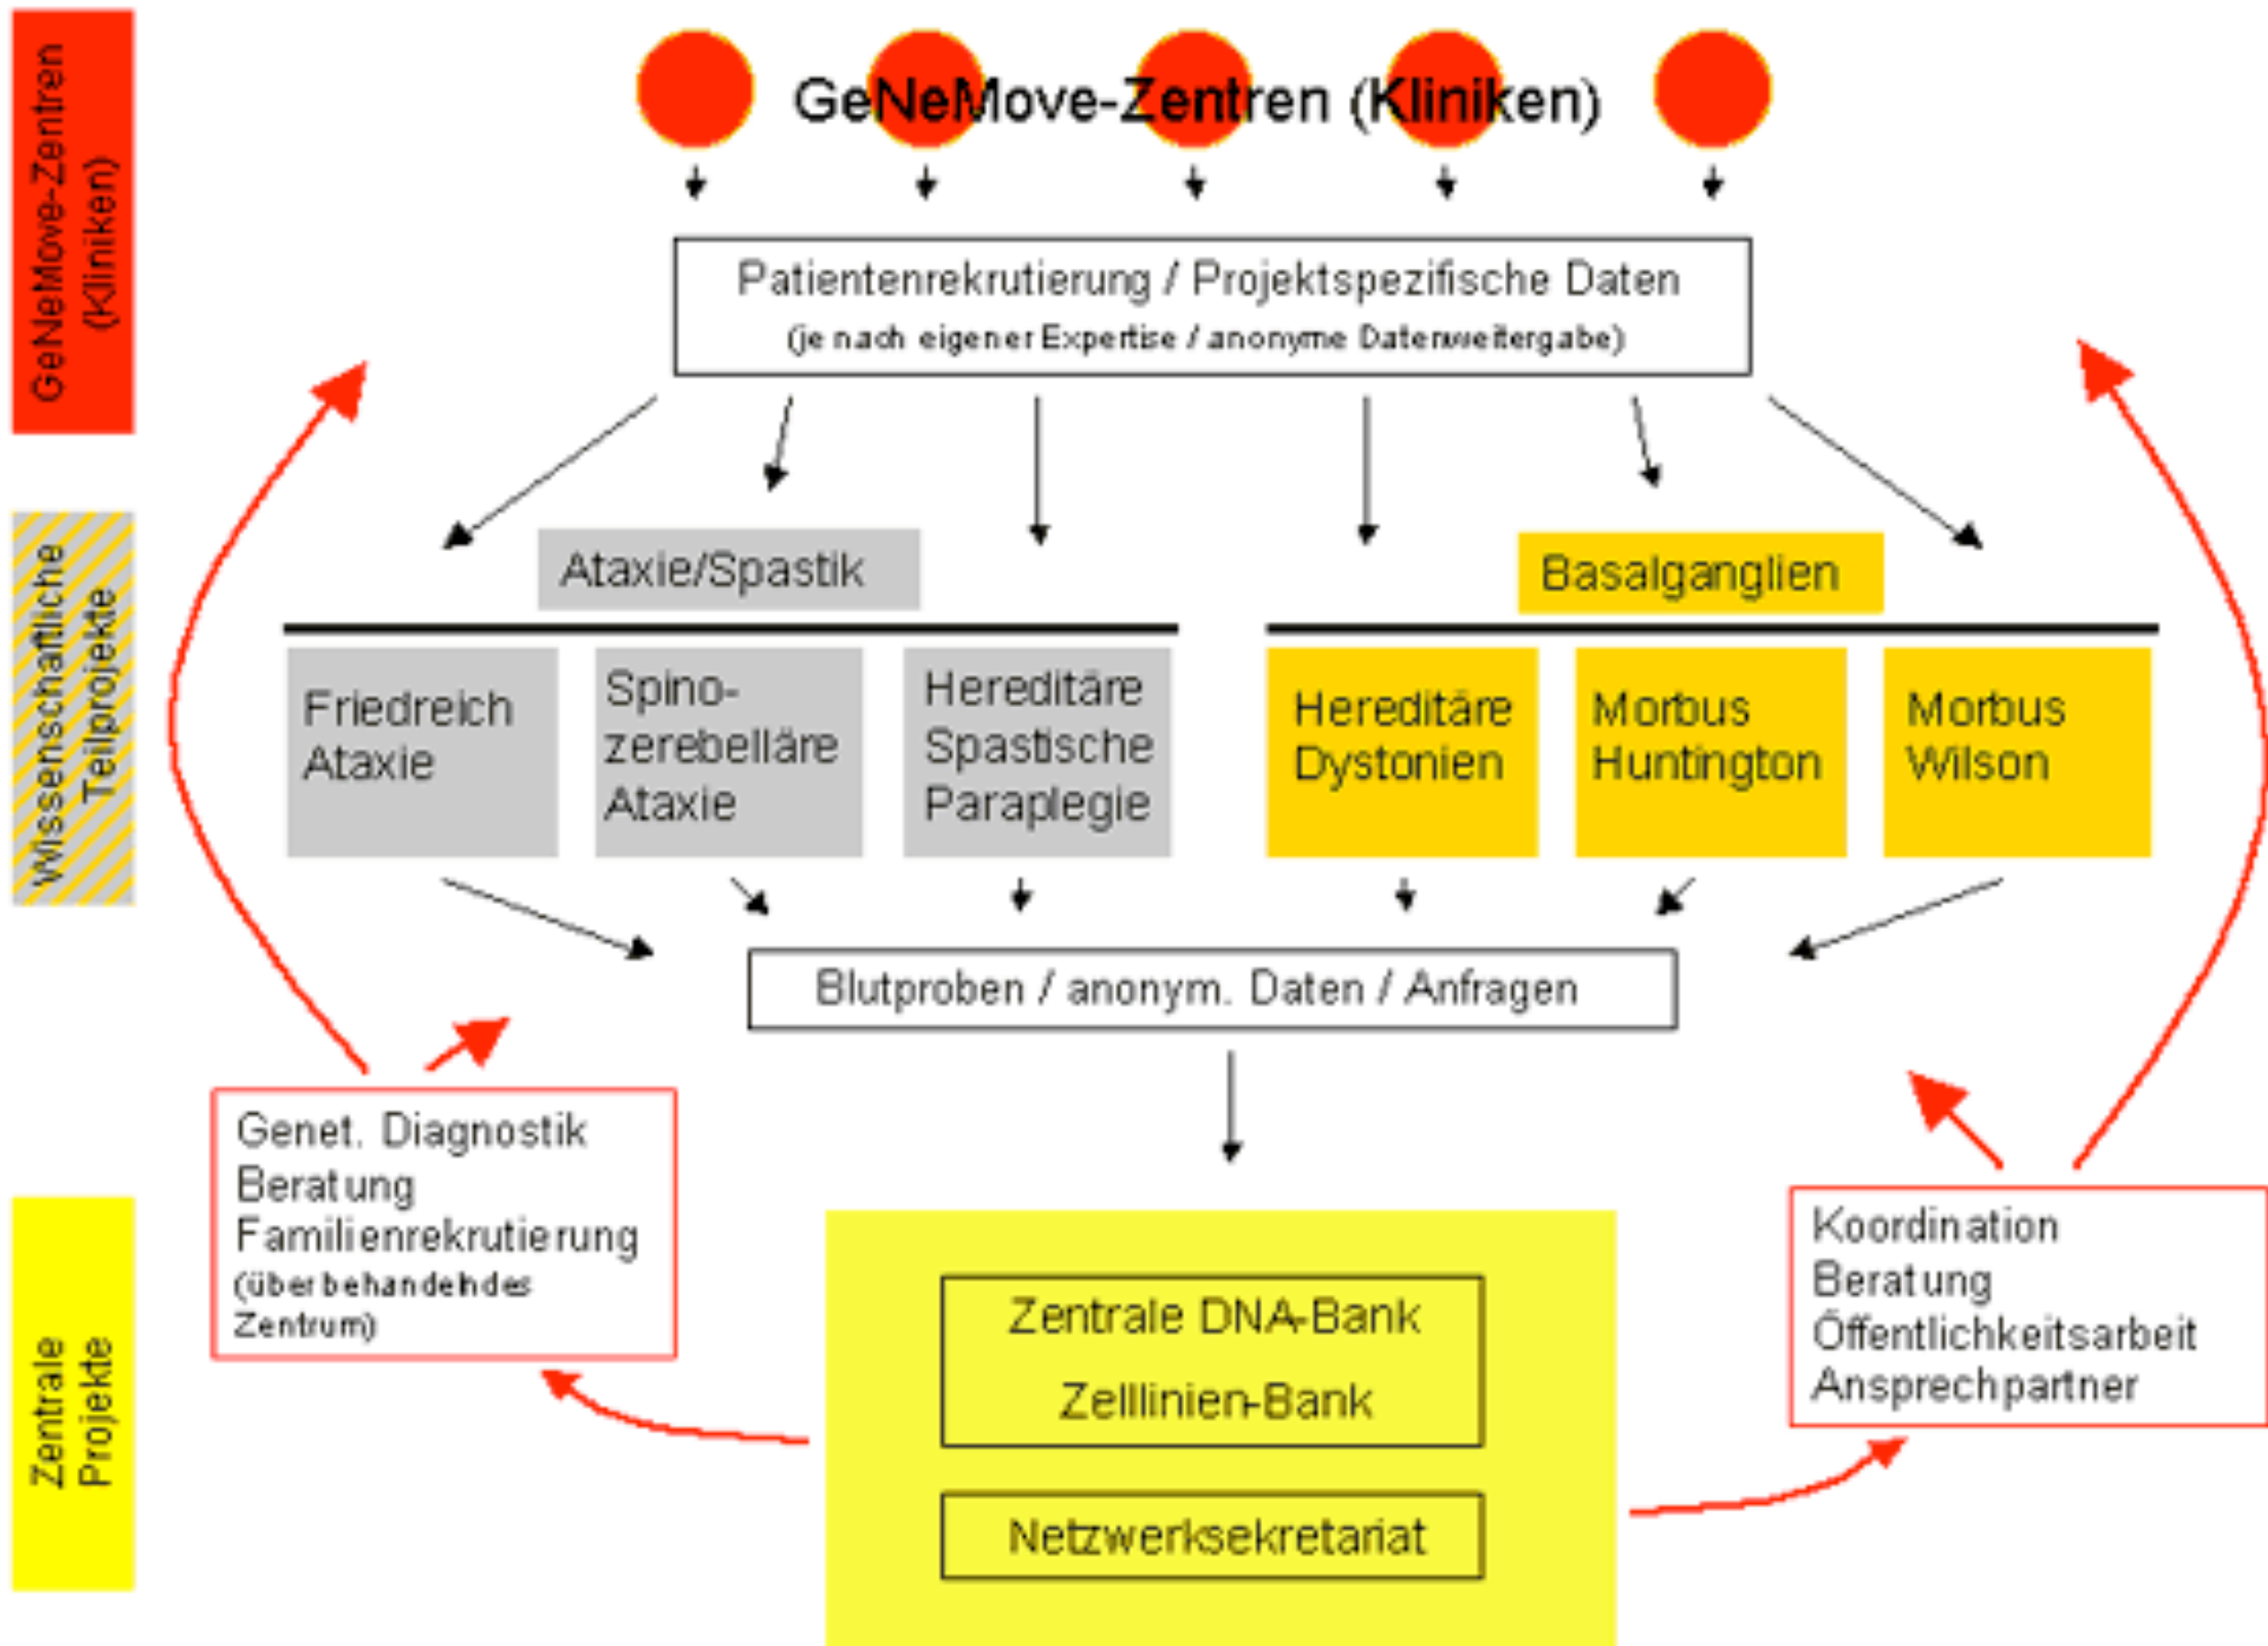 GeNeMove-Zentren
(Kliniken)
GeNeMove-Zentren (Kliniken)
Patientenrekrutierung / Projektspezifische Daten
(je nach eigener Expertise / anonyme Datenweitergabe)
Wissenschaftliche
Teilprojekte
Ataxie/Spastik
Basalganglien
Friedreich
Ataxie
Spino-
zerebelläre
Ataxie
Hereditäre
Spastische
Paraplegie
Hereditäre
Dystonien
Morbus
Huntington
Morbus
Wilson
Blutproben / anonym. Daten / Anfragen
Zentrale
Projekte
Genet. Diagnostik
Beratung
Familienrekrutierung
(über behandelndes
Zentrum)
Zentrale DNA-Bank
Zelllinien-Bank
Netzwerksekretariat
Koordination
Beratung
Öffentlichkeitsarbeit
Ansprechpartner